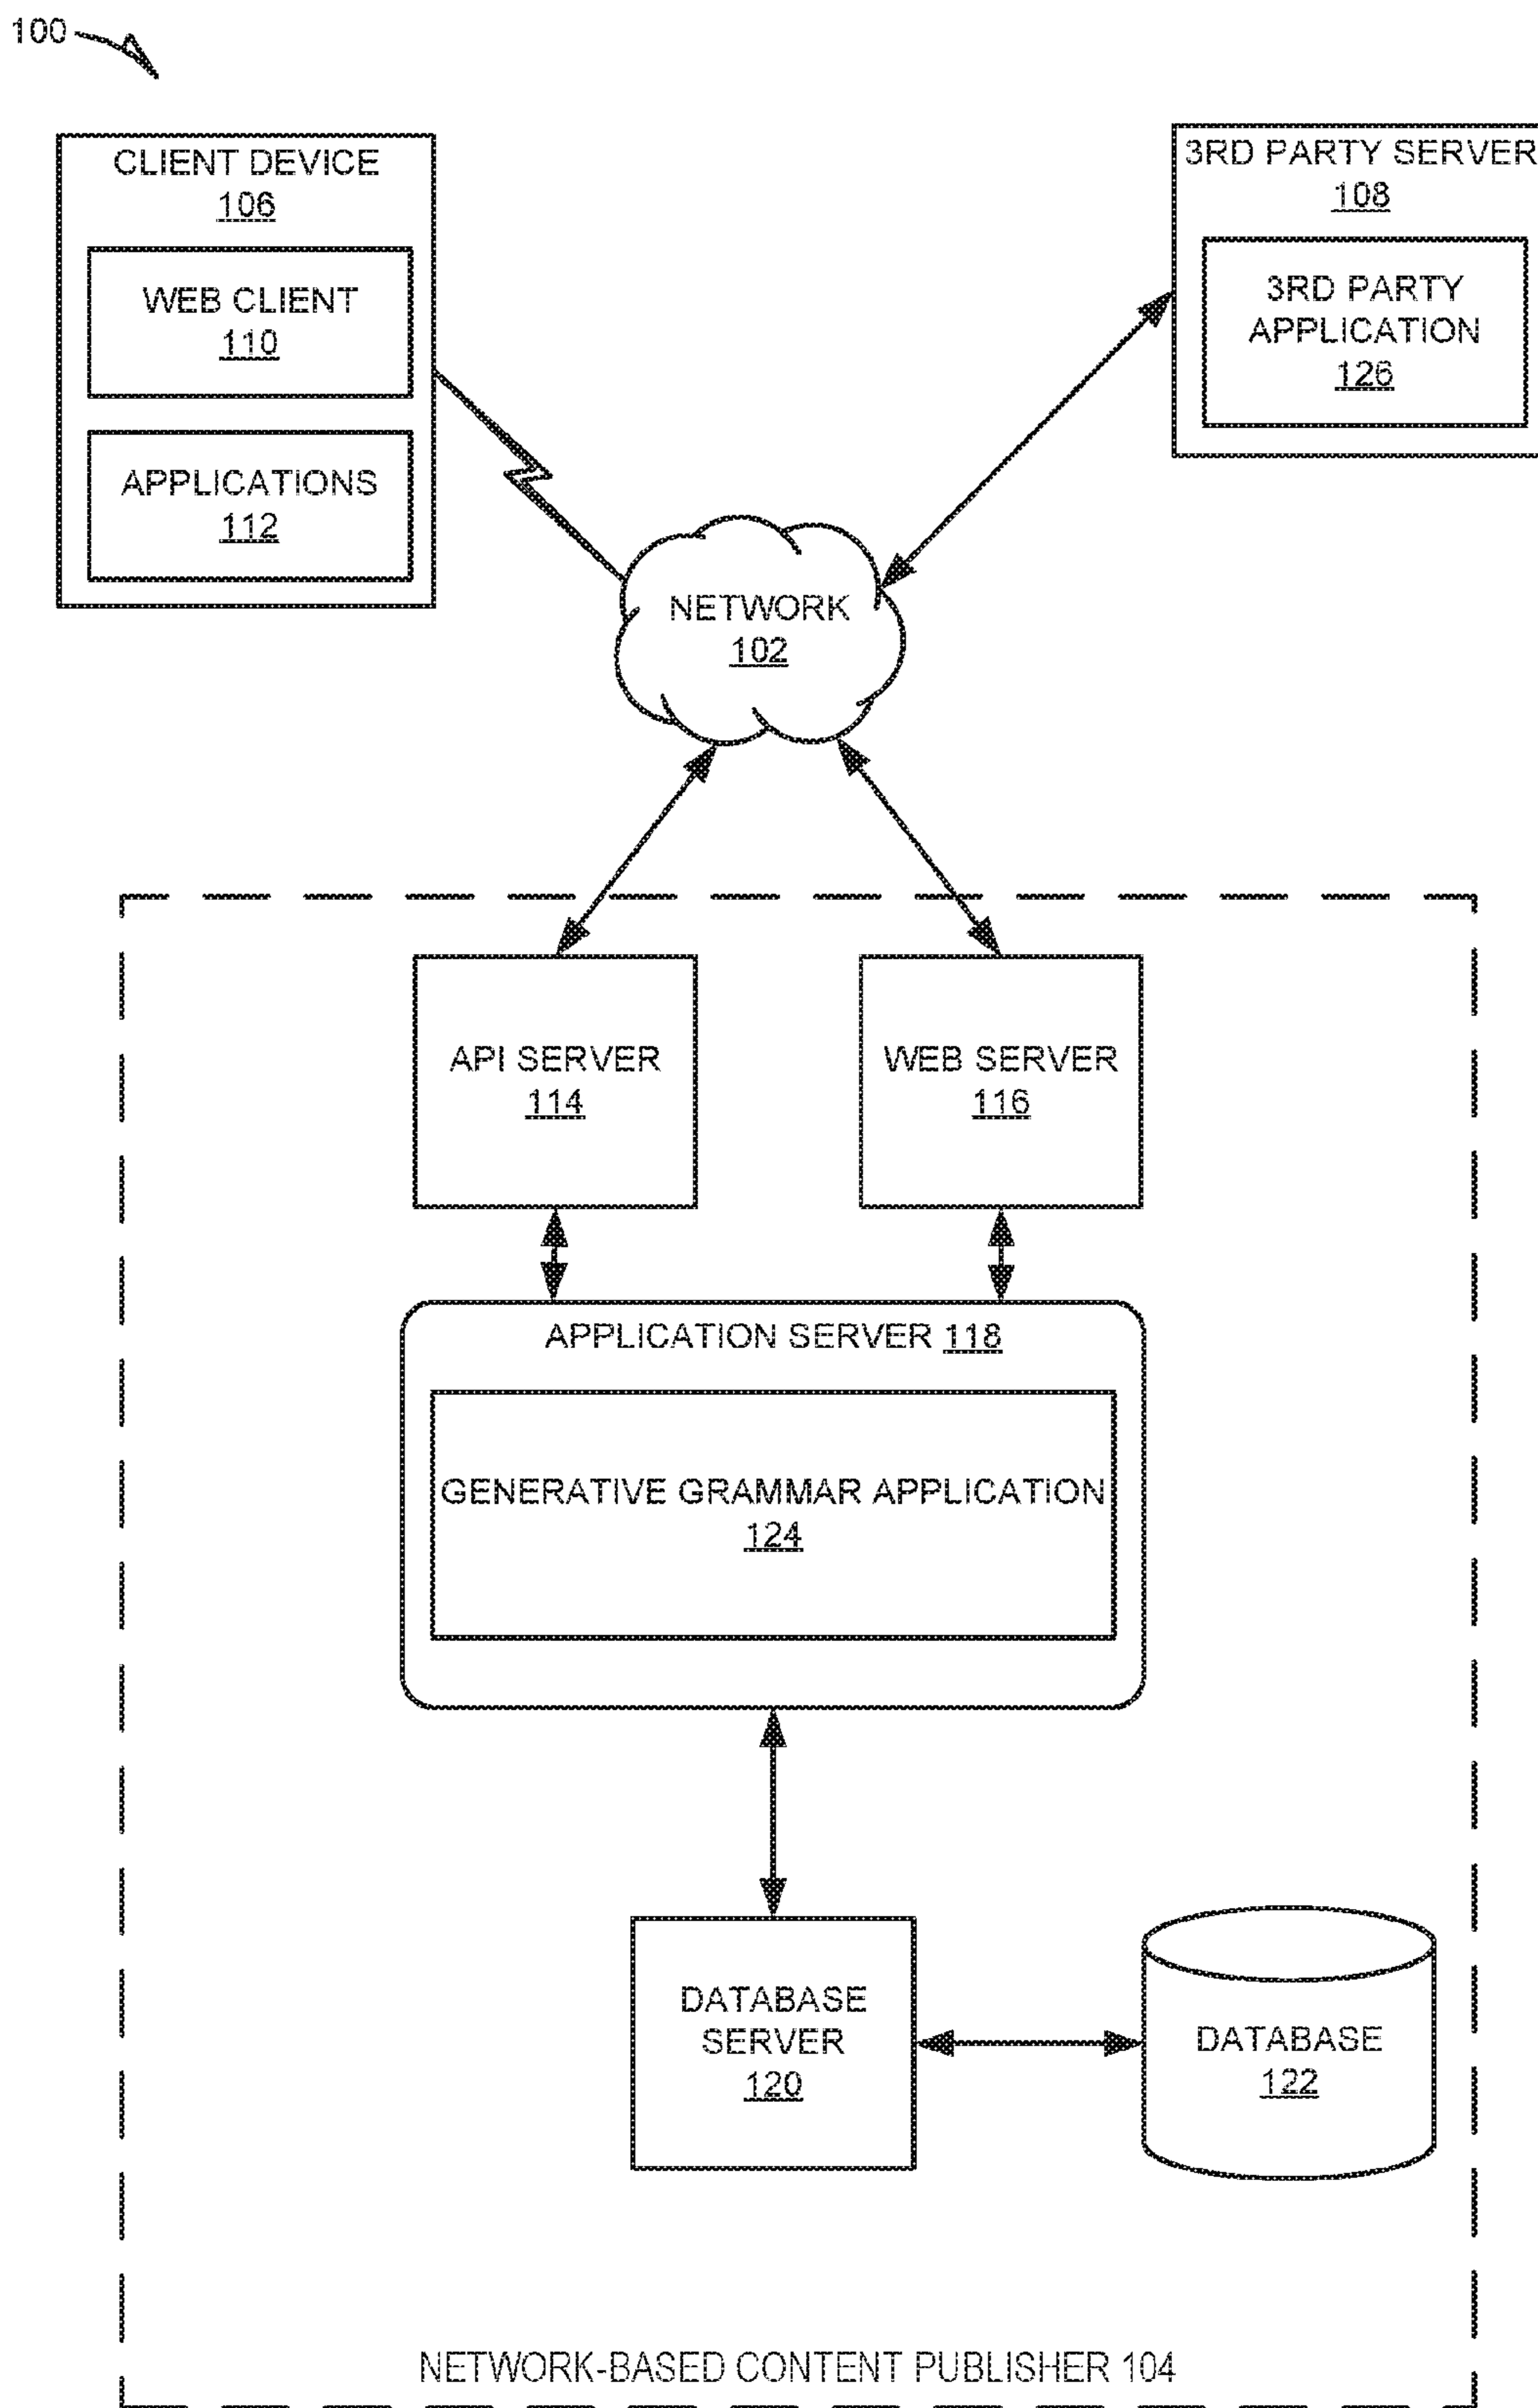 100
CLIENT DEVICE
106
WEB CLIENT
110
APPLICATIONS
112
3RD PARTY SERVER
108
3RD PARTY
APPLICATION
126
NETWORK
102
API SERVER
114
WEB SERVER
116
APPLICATION SERVER 118
GENERATIVE GRAMMAR APPLICATION
124
DATABASE
SERVER
120
DATABASE
122
NETWORK-BASED CONTENT PUBLISHER 104